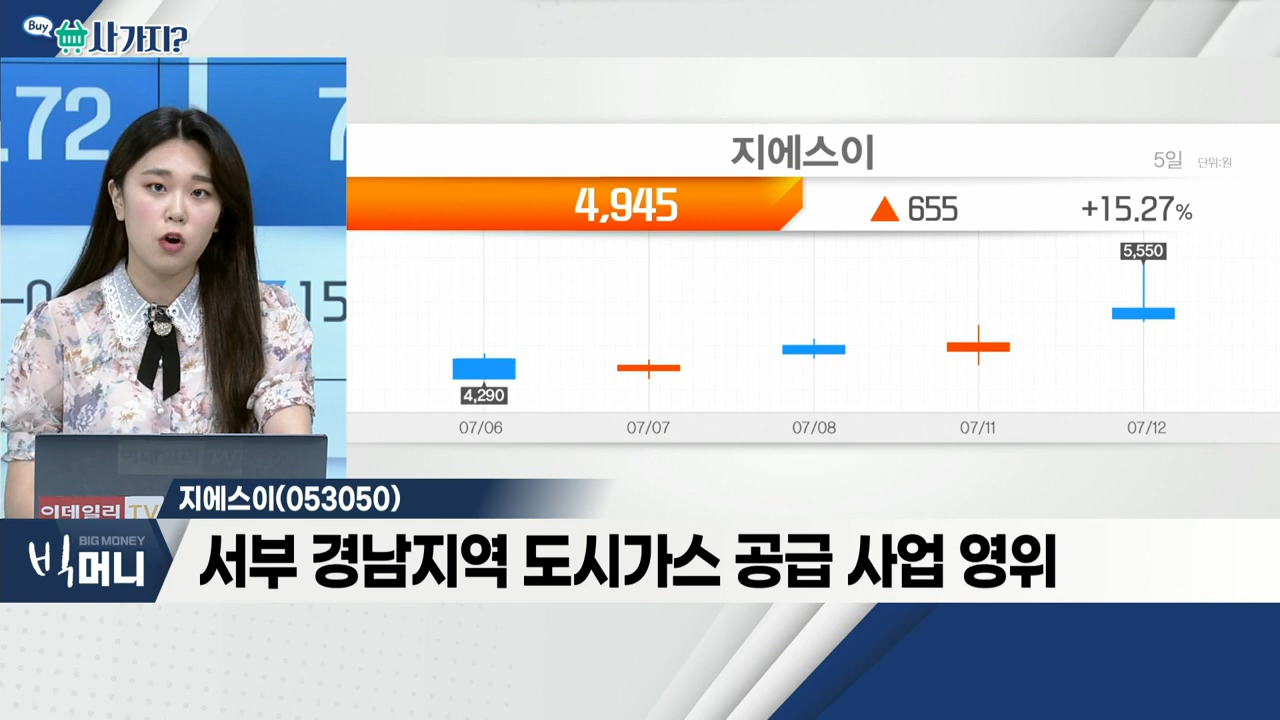 Buy 사가지?
.72
지에스이
5일 단위:원
4,945 ▲ 655 +15.27%
5,550
15
4,290
07/06 07/07 07/08 07/11 07/12
이데일리 TV
지에스이(053050)
BIG MONEY
빅머니
서부 경남지역 도시가스 공급 사업 영위